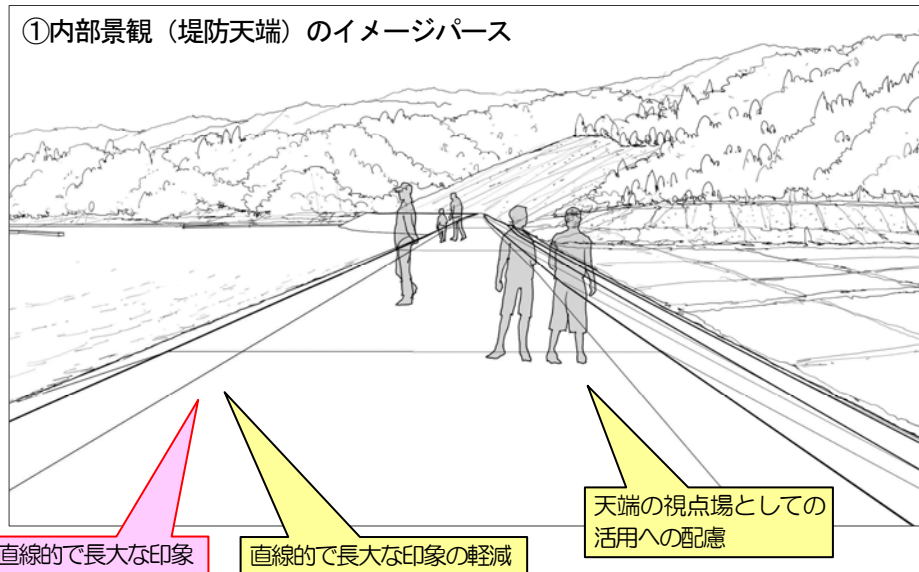 ①内部景観（堤防天端）のイメージパース
天端の視点場としての
活用への配慮
直線的で長大な印象
直線的で長大な印象の軽減